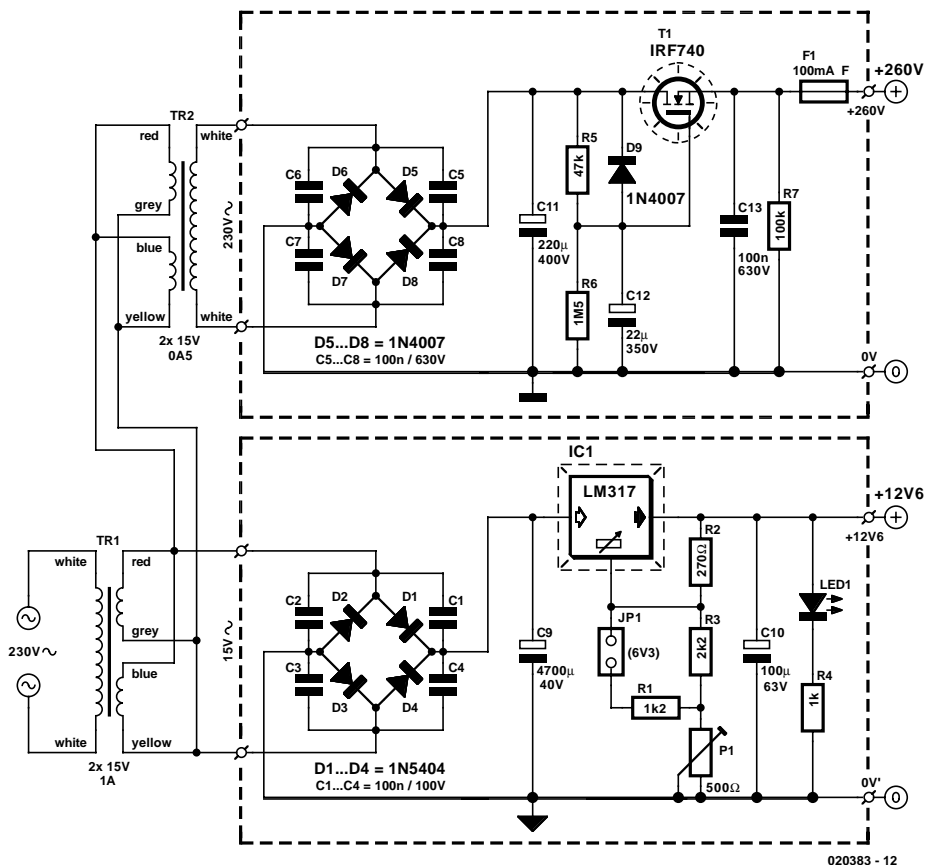 T1
IRF740
F1
100mA F
+260V
+260V
TR2
red
white
grey
blue
yellow
white
2x 15V
0A5
230V~
C6
D6
D5
C5
C7
D7
D8
C8
D5...D8 = 1N4007
C5...C8 = 100n / 630V
C11
220µ
400V
R5
47k
D9
1N4007
R6
1M5
C12
22µ
350V
C13
100n
630V
R7
100k
0V
0
IC1
LM317
+12V6
+12V6
TR1
white
red
grey
230V~
blue
white
yellow
2x 15V
1A
15V~
C2
D2
D1
C1
C3
D3
D4
C4
D1...D4 = 1N5404
C1...C4 = 100n / 100V
C9
4700µ
40V
R2
270Ω
JP1
(6V3)
R3
2k2
R1
1k2
P1
500Ω
C10
100µ
63V
LED1
R4
1k
0V'
0
020383 - 12